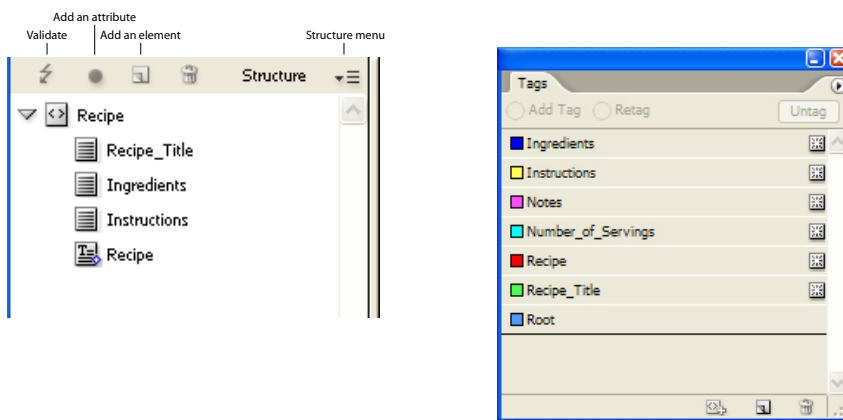 Add an attribute
Validate
Add an element
Structure menu
Structure
Recipe
Recipe_Title
Ingredients
Instructions
Recipe
Tags
Add Tag
Retag
Untag
Ingredients
Instructions
Notes
Number_of_Servings
Recipe
Recipe_Title
Root